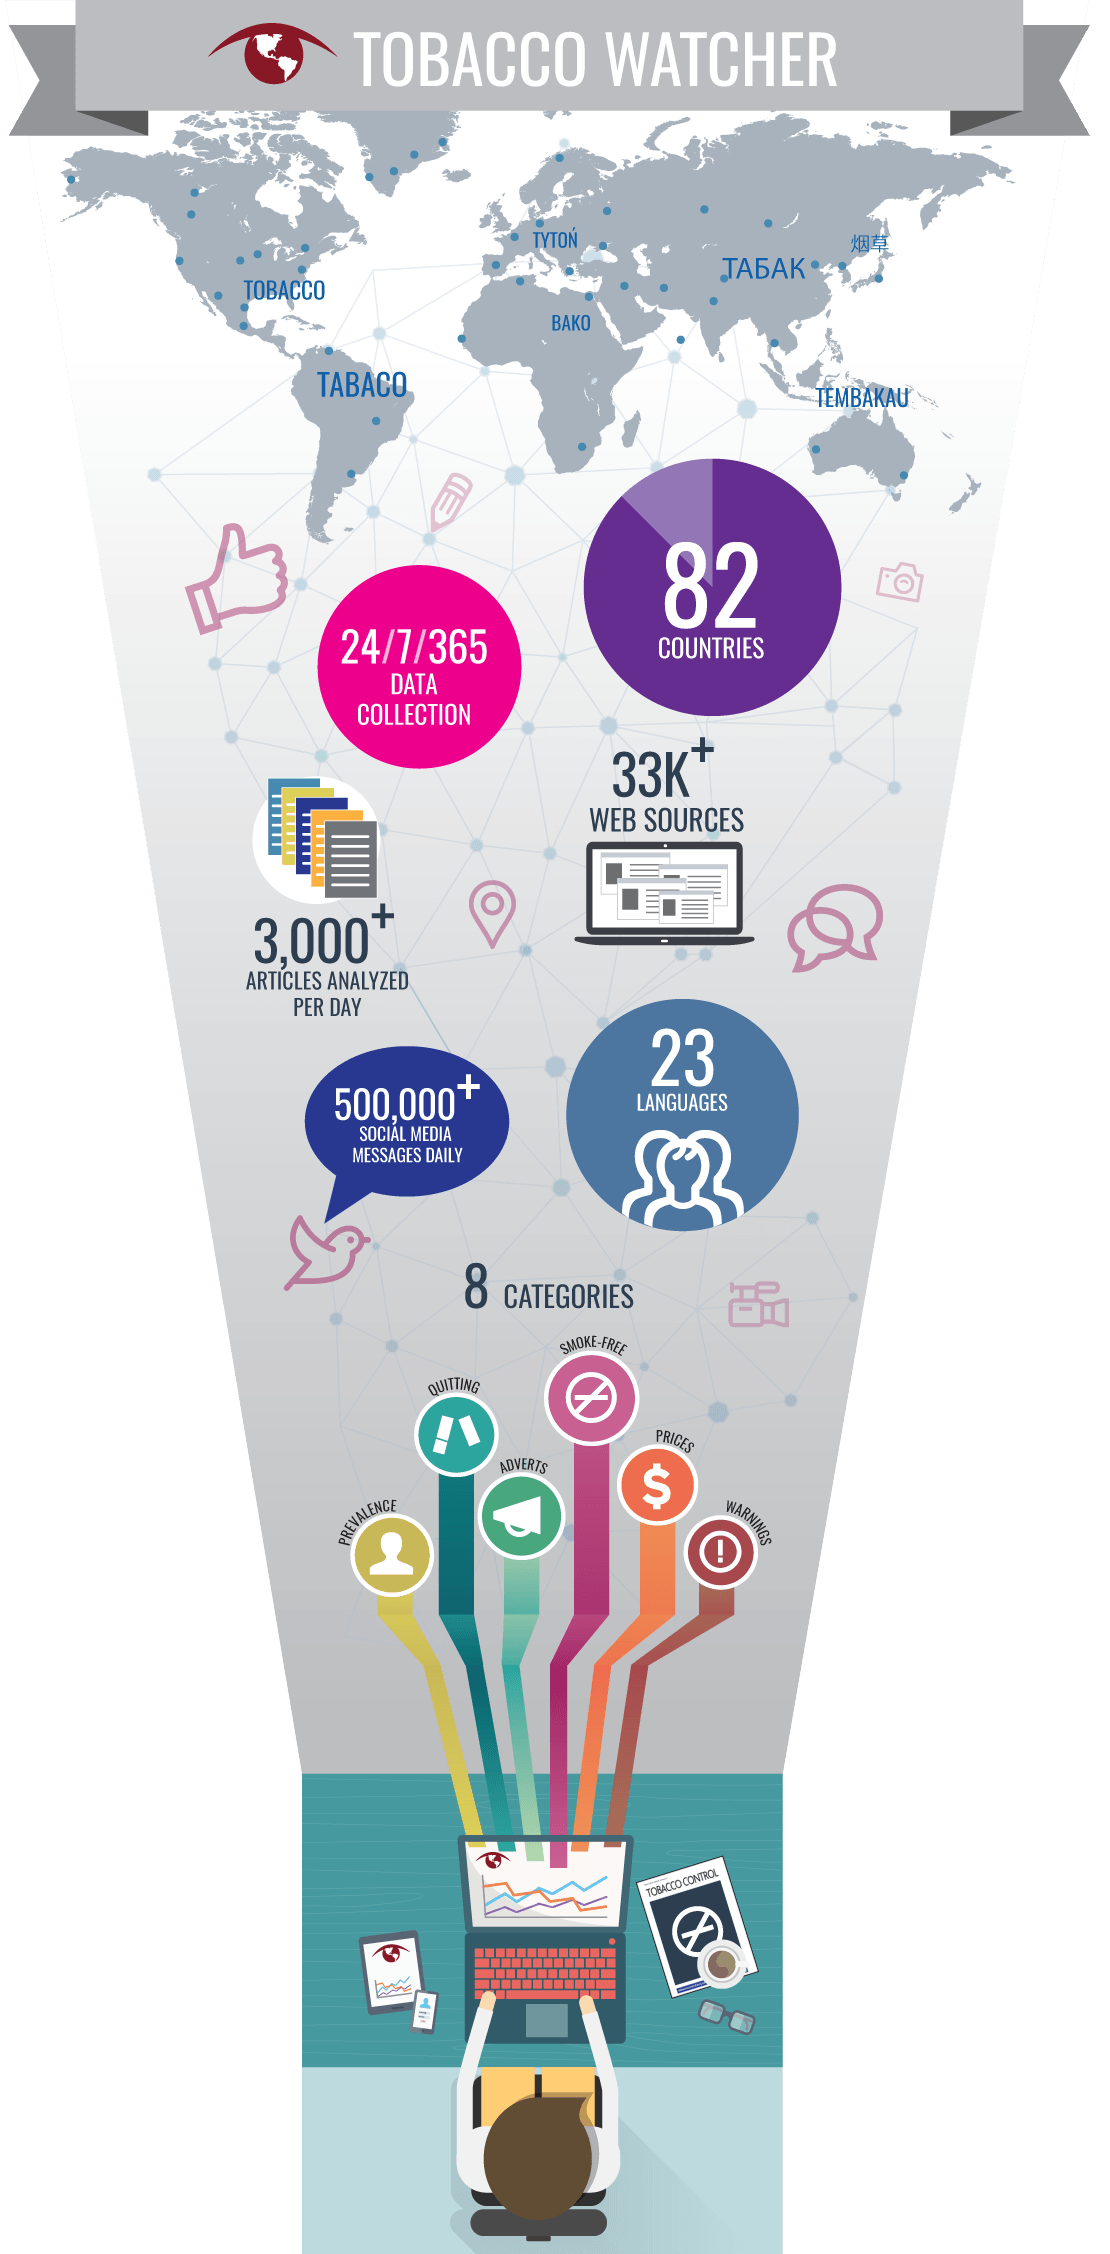 TOBACCO WATCHER
TYTOŃ
烟草
ТАБАК
TOBACCO
BAKO
TABACO
TEMBAKAU
82
COUNTRIES
24/7/365
DATA
COLLECTION
33K+
WEB SOURCES
3,000+
ARTICLES ANALYZED
PER DAY
23
LANGUAGES
500,000+
SOCIAL MEDIA
MESSAGES DAILY
8 CATEGORIES
SMOKE-FREE
QUITTING
PRICES
ADVERTS
PREVALENCE
WARNINGS
$
!
TOBACCO CONTROL